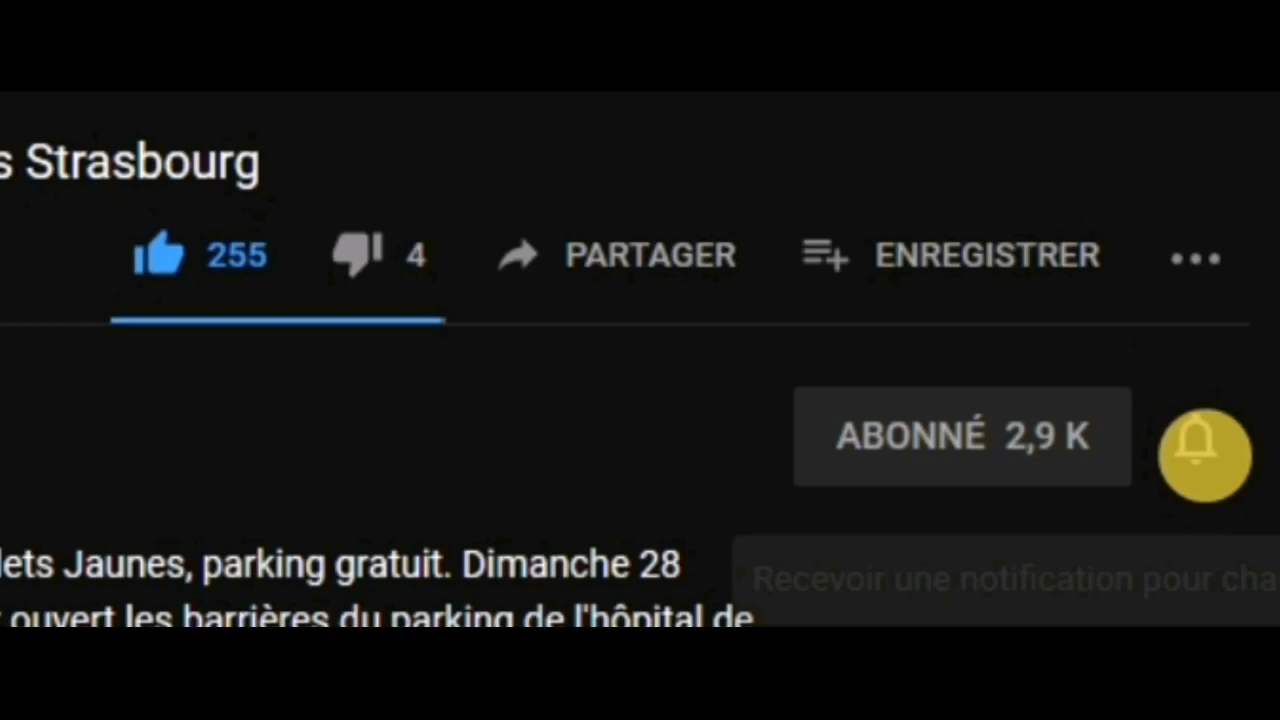 s Strasbourg
255 4 PARTAGER ENREGISTRER
ABONNÉ 2,9 K
lets Jaunes, parking gratuit. Dimanche 28
Recevoir une notification pour cha
ouvert les barrières du parking de l'hôpital de